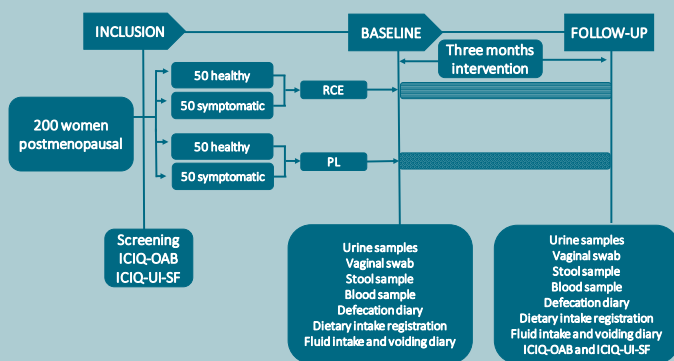 INCLUSION
BASELINE
FOLLOW-UP
Three months
intervention
200 women
postmenopausal
50 healthy
50 symptomatic
RCE
50 healthy
50 symptomatic
PL
Screening
ICIQ-OAB
ICIQ-UI-SF
Urine samples
Vaginal swab
Stool sample
Blood sample
Defecation diary
Dietary intake registration
Fluid intake and voiding diary
Urine samples
Vaginal swab
Stool sample
Blood sample
Defecation diary
Dietary intake registration
Fluid intake and voiding diary
ICIQ-OAB and ICIQ-UI-SF